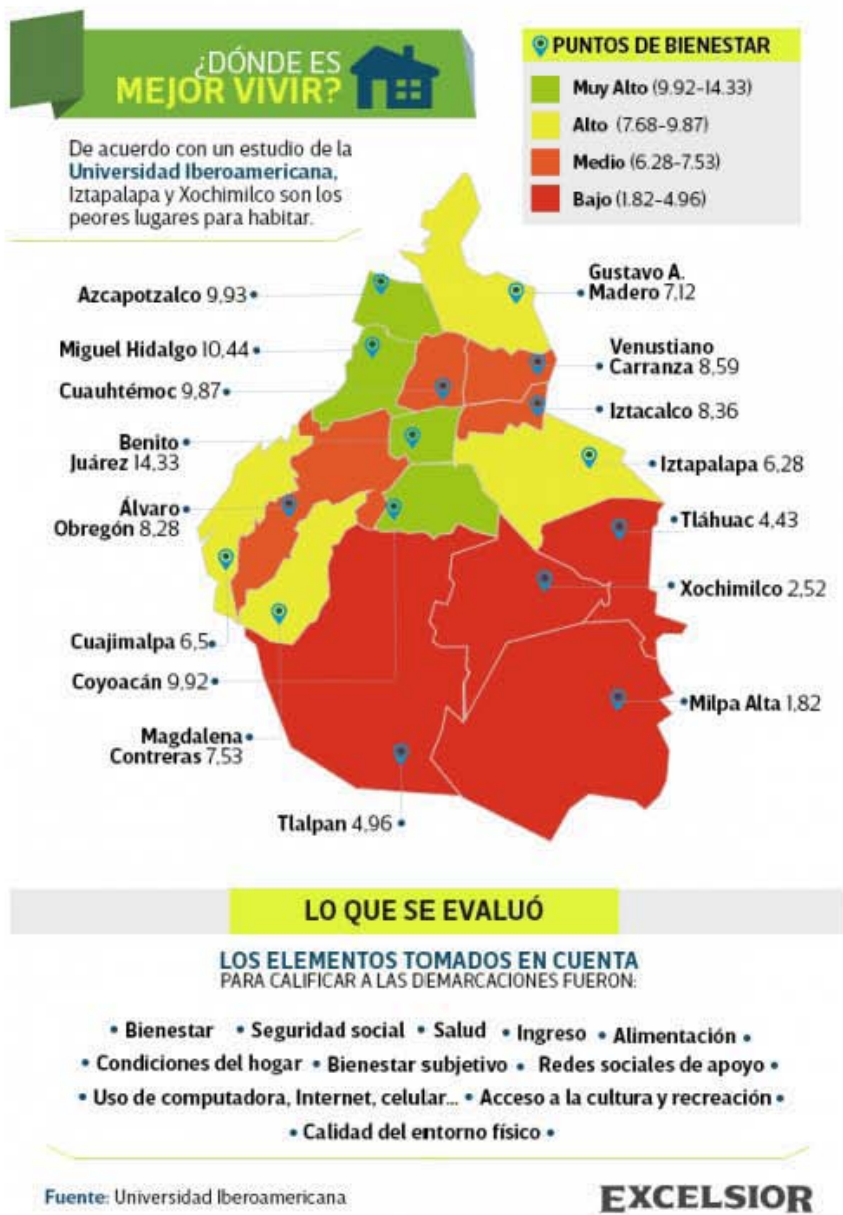 ¿DÓNDE ES
MEJOR VIVIR?
De acuerdo con un estudio de la
Universidad Iberoamericana,
Iztapalapa y Xochimilco son los
peores lugares para habitar.
PUNTOS DE BIENESTAR
Muy Alto (9.92-14.33)
Alto (7.68-9.87)
Medio (6.28-7.53)
Bajo (1.82-4.96)
Azcapotzalco 9,93
Miguel Hidalgo 10,44
Cuauhtémoc 9,87
Benito
Juárez 14,33
Álvaro
Obregón 8,28
Cuajimalpa 6,5
Coyoacán 9,92
Magdalena
Contreras 7,53
Tlalpan 4,96
Gustavo A.
Madero 7,12
Venustiano
Carranza 8,59
Iztacalco 8,36
Iztapalapa 6,28
Tláhuac 4,43
Xochimilco 2,52
Milpa Alta 1,82
LO QUE SE EVALUÓ
LOS ELEMENTOS TOMADOS EN CUENTA
PARA CALIFICAR A LAS DEMARCACIONES FUERON:
• Bienestar • Seguridad social • Salud • Ingreso • Alimentación •
• Condiciones del hogar • Bienestar subjetivo • Redes sociales de apoyo •
• Uso de computadora, Internet, celular... • Acceso a la cultura y recreación •
• Calidad del entorno físico •
Fuente: Universidad Iberoamericana
EXCELSIOR